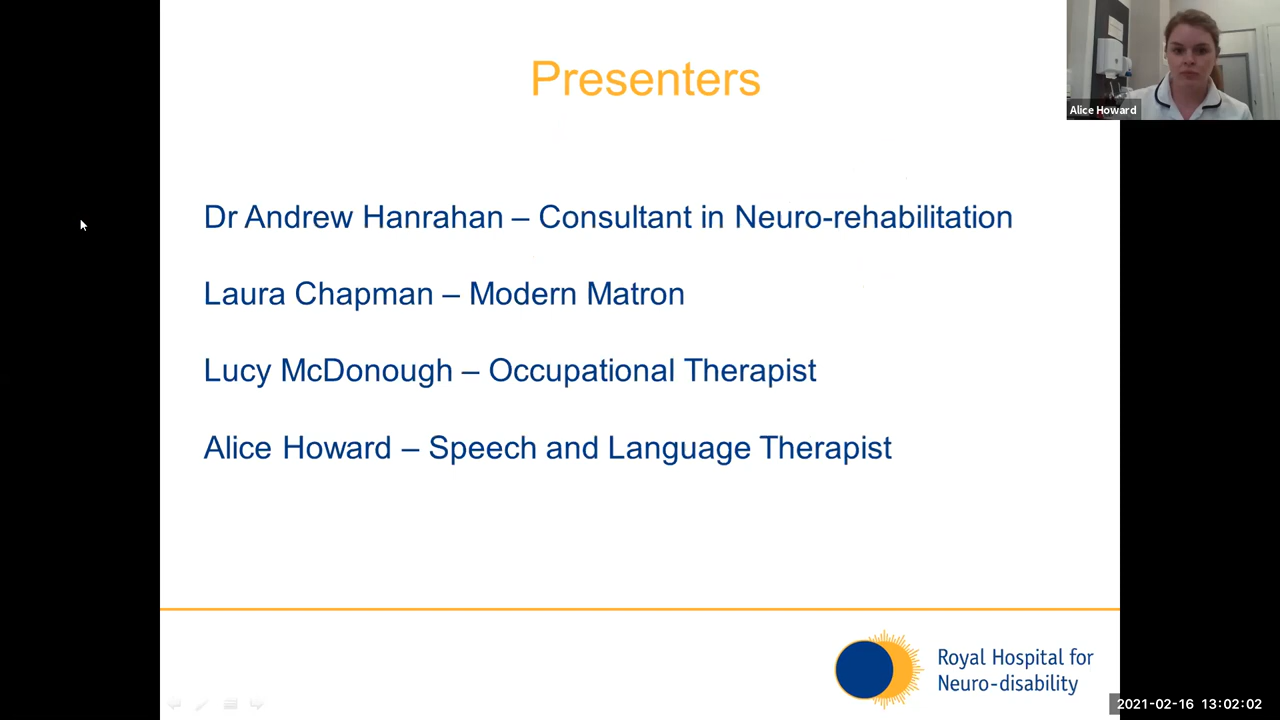 Presenters
Alice Howard
Dr Andrew Hanrahan – Consultant in Neuro-rehabilitation
Laura Chapman – Modern Matron
Lucy McDonough – Occupational Therapist
Alice Howard – Speech and Language Therapist
Royal Hospital for
Neuro-disability
2021-02-16 13:02:02